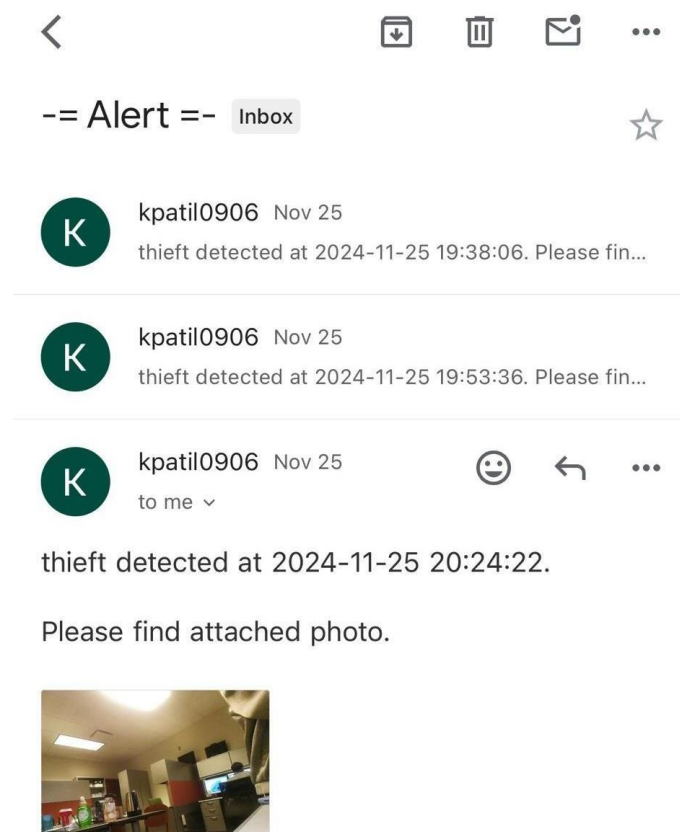 -= Alert =- Inbox
K
kpatil0906 Nov 25
thieft detected at 2024-11-25 19:38:06. Please fin...
K
kpatil0906 Nov 25
thieft detected at 2024-11-25 19:53:36. Please fin...
K
kpatil0906 Nov 25
to me
thieft detected at 2024-11-25 20:24:22.
Please find attached photo.